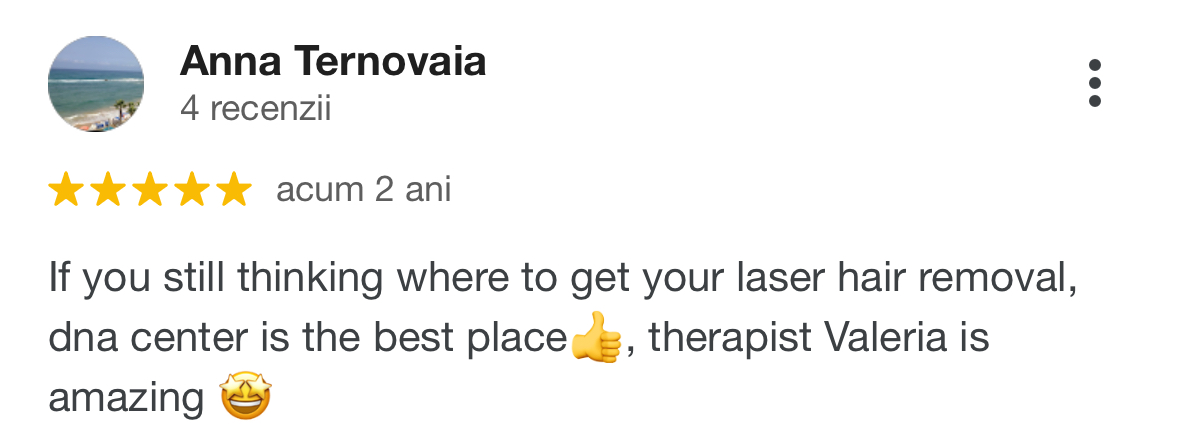 Anna Ternovaia
4 recenzii
acum 2 ani
If you still thinking where to get your laser hair removal,
dna center is the best place👍, therapist Valeria is
amazing 🤩